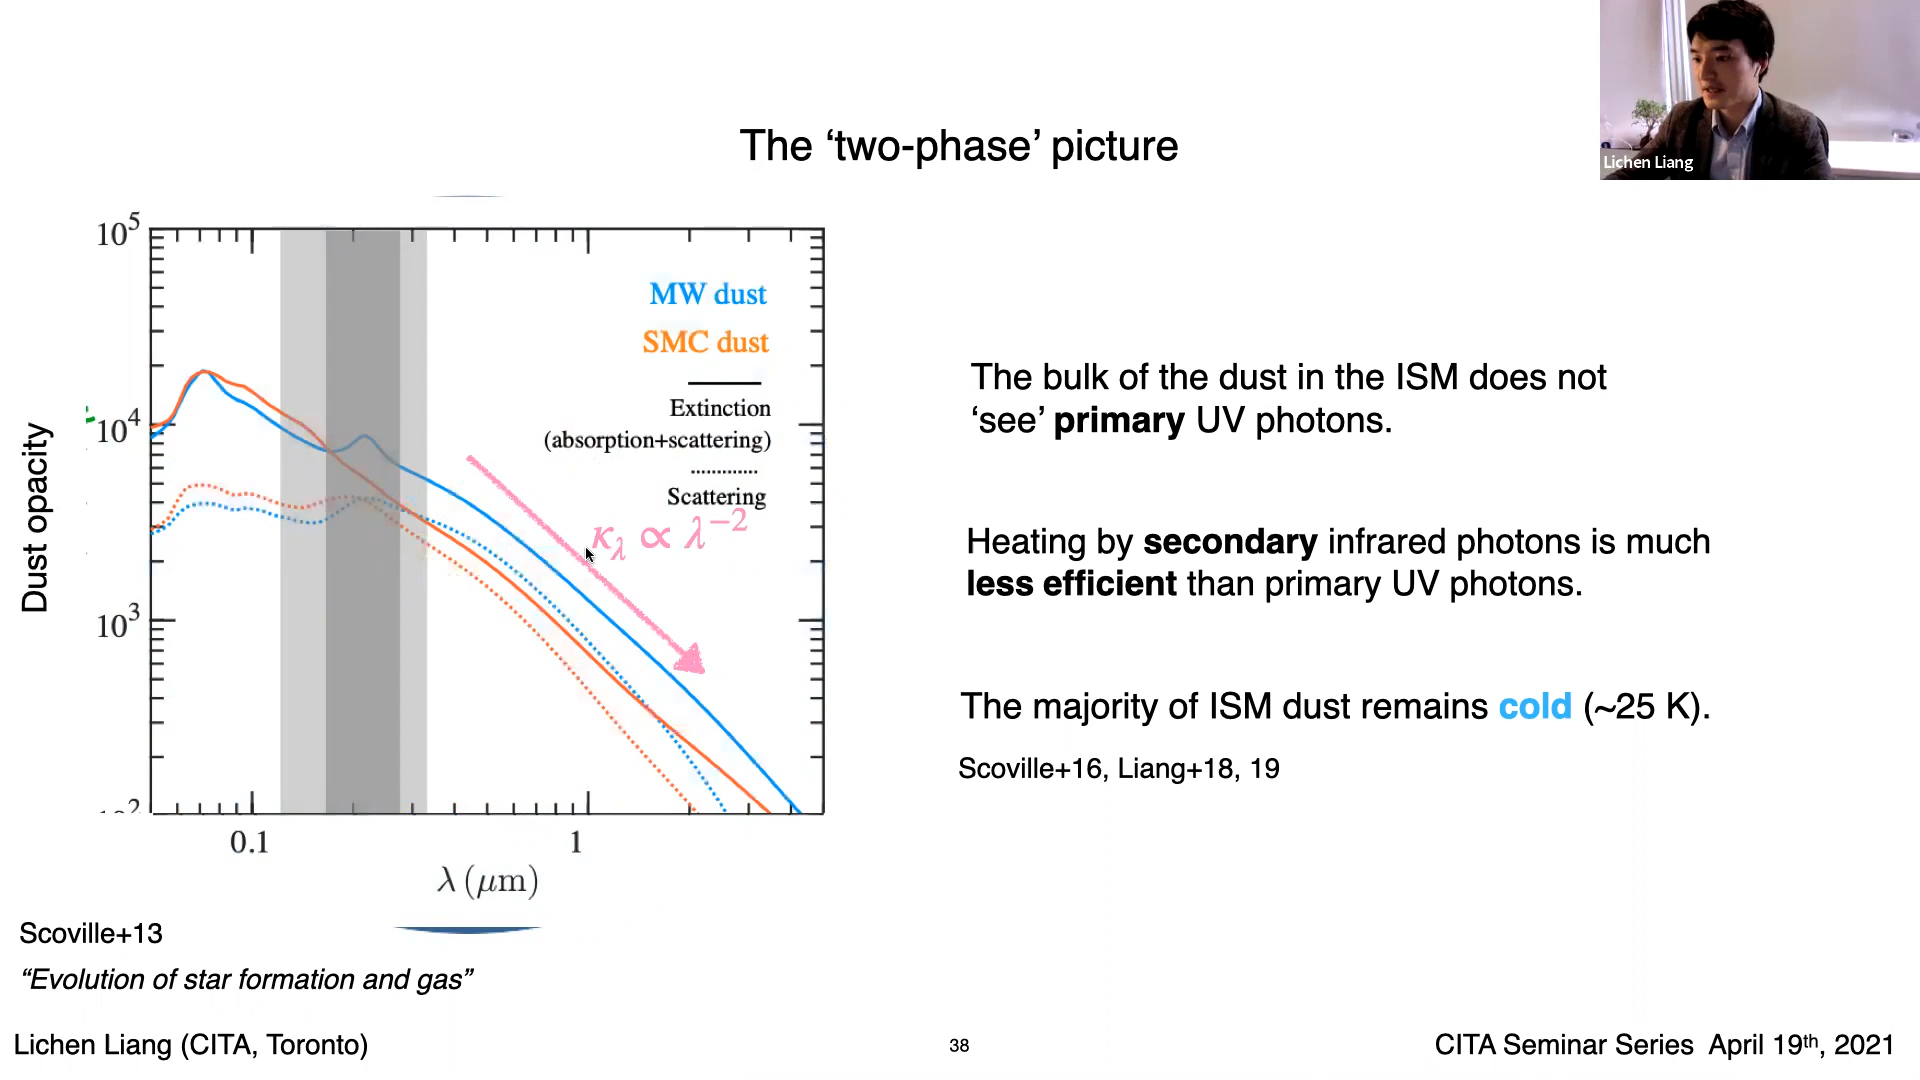 Lichen Liang
The ‘two-phase’ picture
10^5
10^4
10^3
Dust opacity
MW dust
SMC dust
Extinction
(absorption+scattering)
Scattering
κ_λ ∝ λ^−2
0.1
1
λ (μm)
The bulk of the dust in the ISM does not
‘see’ primary UV photons.
Heating by secondary infrared photons is much
less efficient than primary UV photons.
The majority of ISM dust remains cold (~25 K).
Scoville+16, Liang+18, 19
Scoville+13
“Evolution of star formation and gas”
Lichen Liang (CITA, Toronto)
38
CITA Seminar Series April 19th, 2021